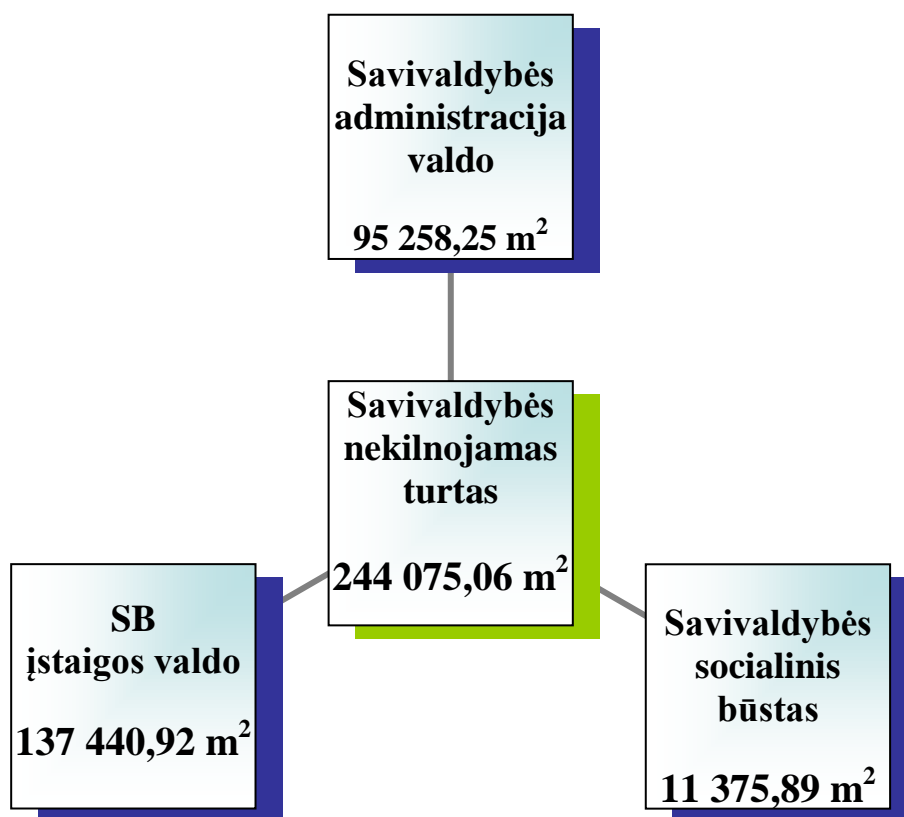 Savivaldybės
administracija
valdo
95 258,25 m²
Savivaldybės
nekilnojamas
turtas
244 075,06 m²
SB
įstaigos valdo
137 440,92 m²
Savivaldybės
socialinis
būstas
11 375,89 m²